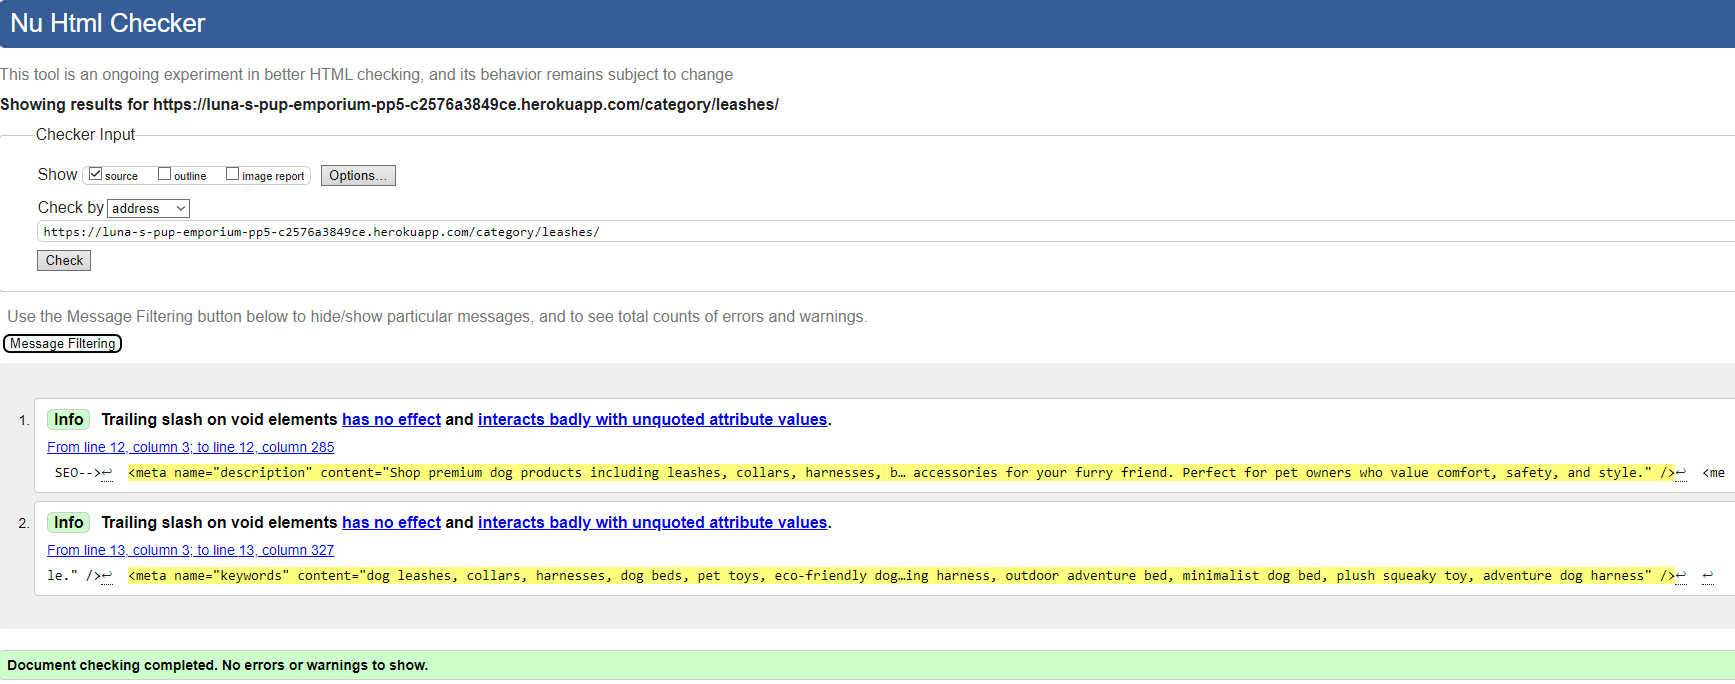 Nu Html Checker
This tool is an ongoing experiment in better HTML checking, and its behavior remains subject to change
Showing results for https://luna-s-pup-emporium-pp5-c2576a3849ce.herokuapp.com/category/leashes/
Checker Input
Show source outline image report Options...
Check by address
https://luna-s-pup-emporium-pp5-c2576a3849ce.herokuapp.com/category/leashes/
Check
Use the Message Filtering button below to hide/show particular messages, and to see total counts of errors and warnings.
Message Filtering
1. Info Trailing slash on void elements has no effect and interacts badly with unquoted attribute values.
From line 12, column 3; to line 12, column 285
SEO-->↩ <meta name="description" content="Shop premium dog products including leashes, collars, harnesses, b… accessories for your furry friend. Perfect for pet owners who value comfort, safety, and style." />↩ <me
2. Info Trailing slash on void elements has no effect and interacts badly with unquoted attribute values.
From line 13, column 3; to line 13, column 327
le." />↩ <meta name="keywords" content="dog leashes, collars, harnesses, dog beds, pet toys, eco-friendly dog…ing harness, outdoor adventure bed, minimalist dog bed, plush squeaky toy, adventure dog harness" />↩ ↩
Document checking completed. No errors or warnings to show.